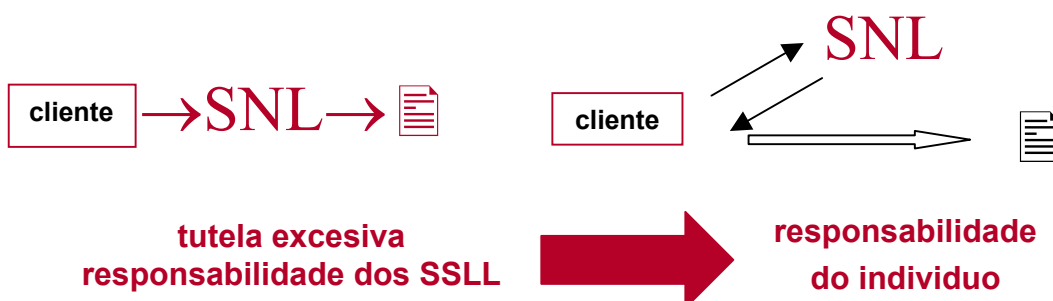 cliente → SNL →
SNL
cliente
tutela excesiva
responsabilidade dos SSLL
responsabilidade
do individuo